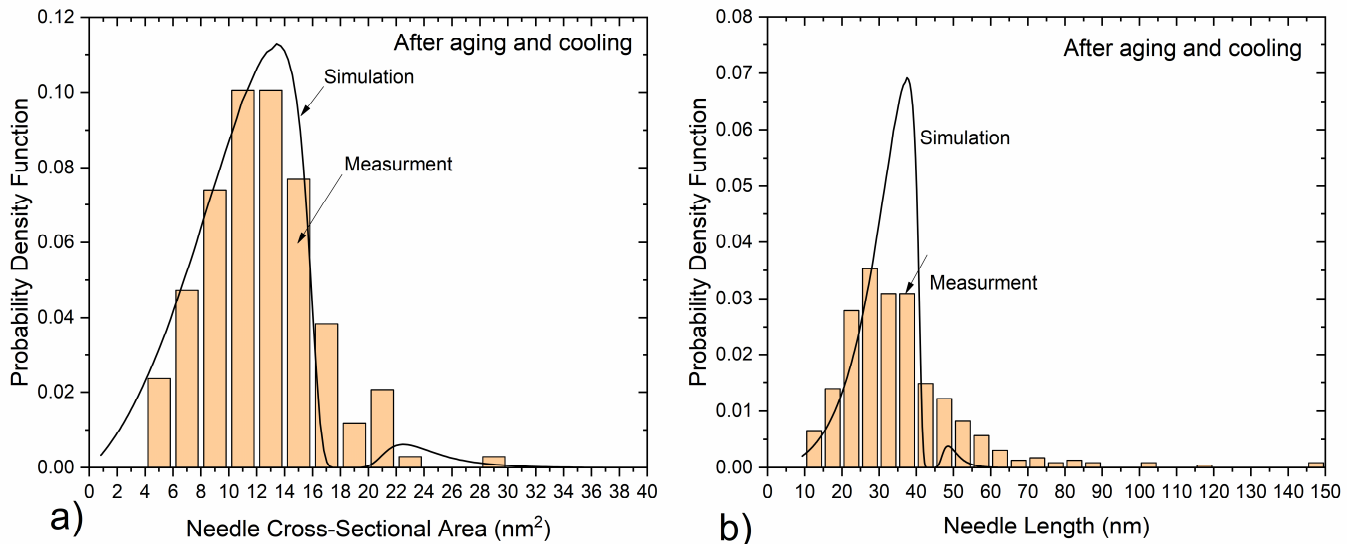 After aging and cooling
Simulation
Measurment
Probability Density Function
0.12
0.10
0.08
0.06
0.04
0.02
0.00
0 2 4 6 8 10 12 14 16 18 20 22 24 26 28 30 32 34 36 38 40
Needle Cross-Sectional Area (nm²)
a)
After aging and cooling
Simulation
Measurment
Probability Density Function
0.08
0.07
0.06
0.05
0.04
0.03
0.02
0.01
0.00
0 10 20 30 40 50 60 70 80 90 100 110 120 130 140 150
Needle Length (nm)
b)